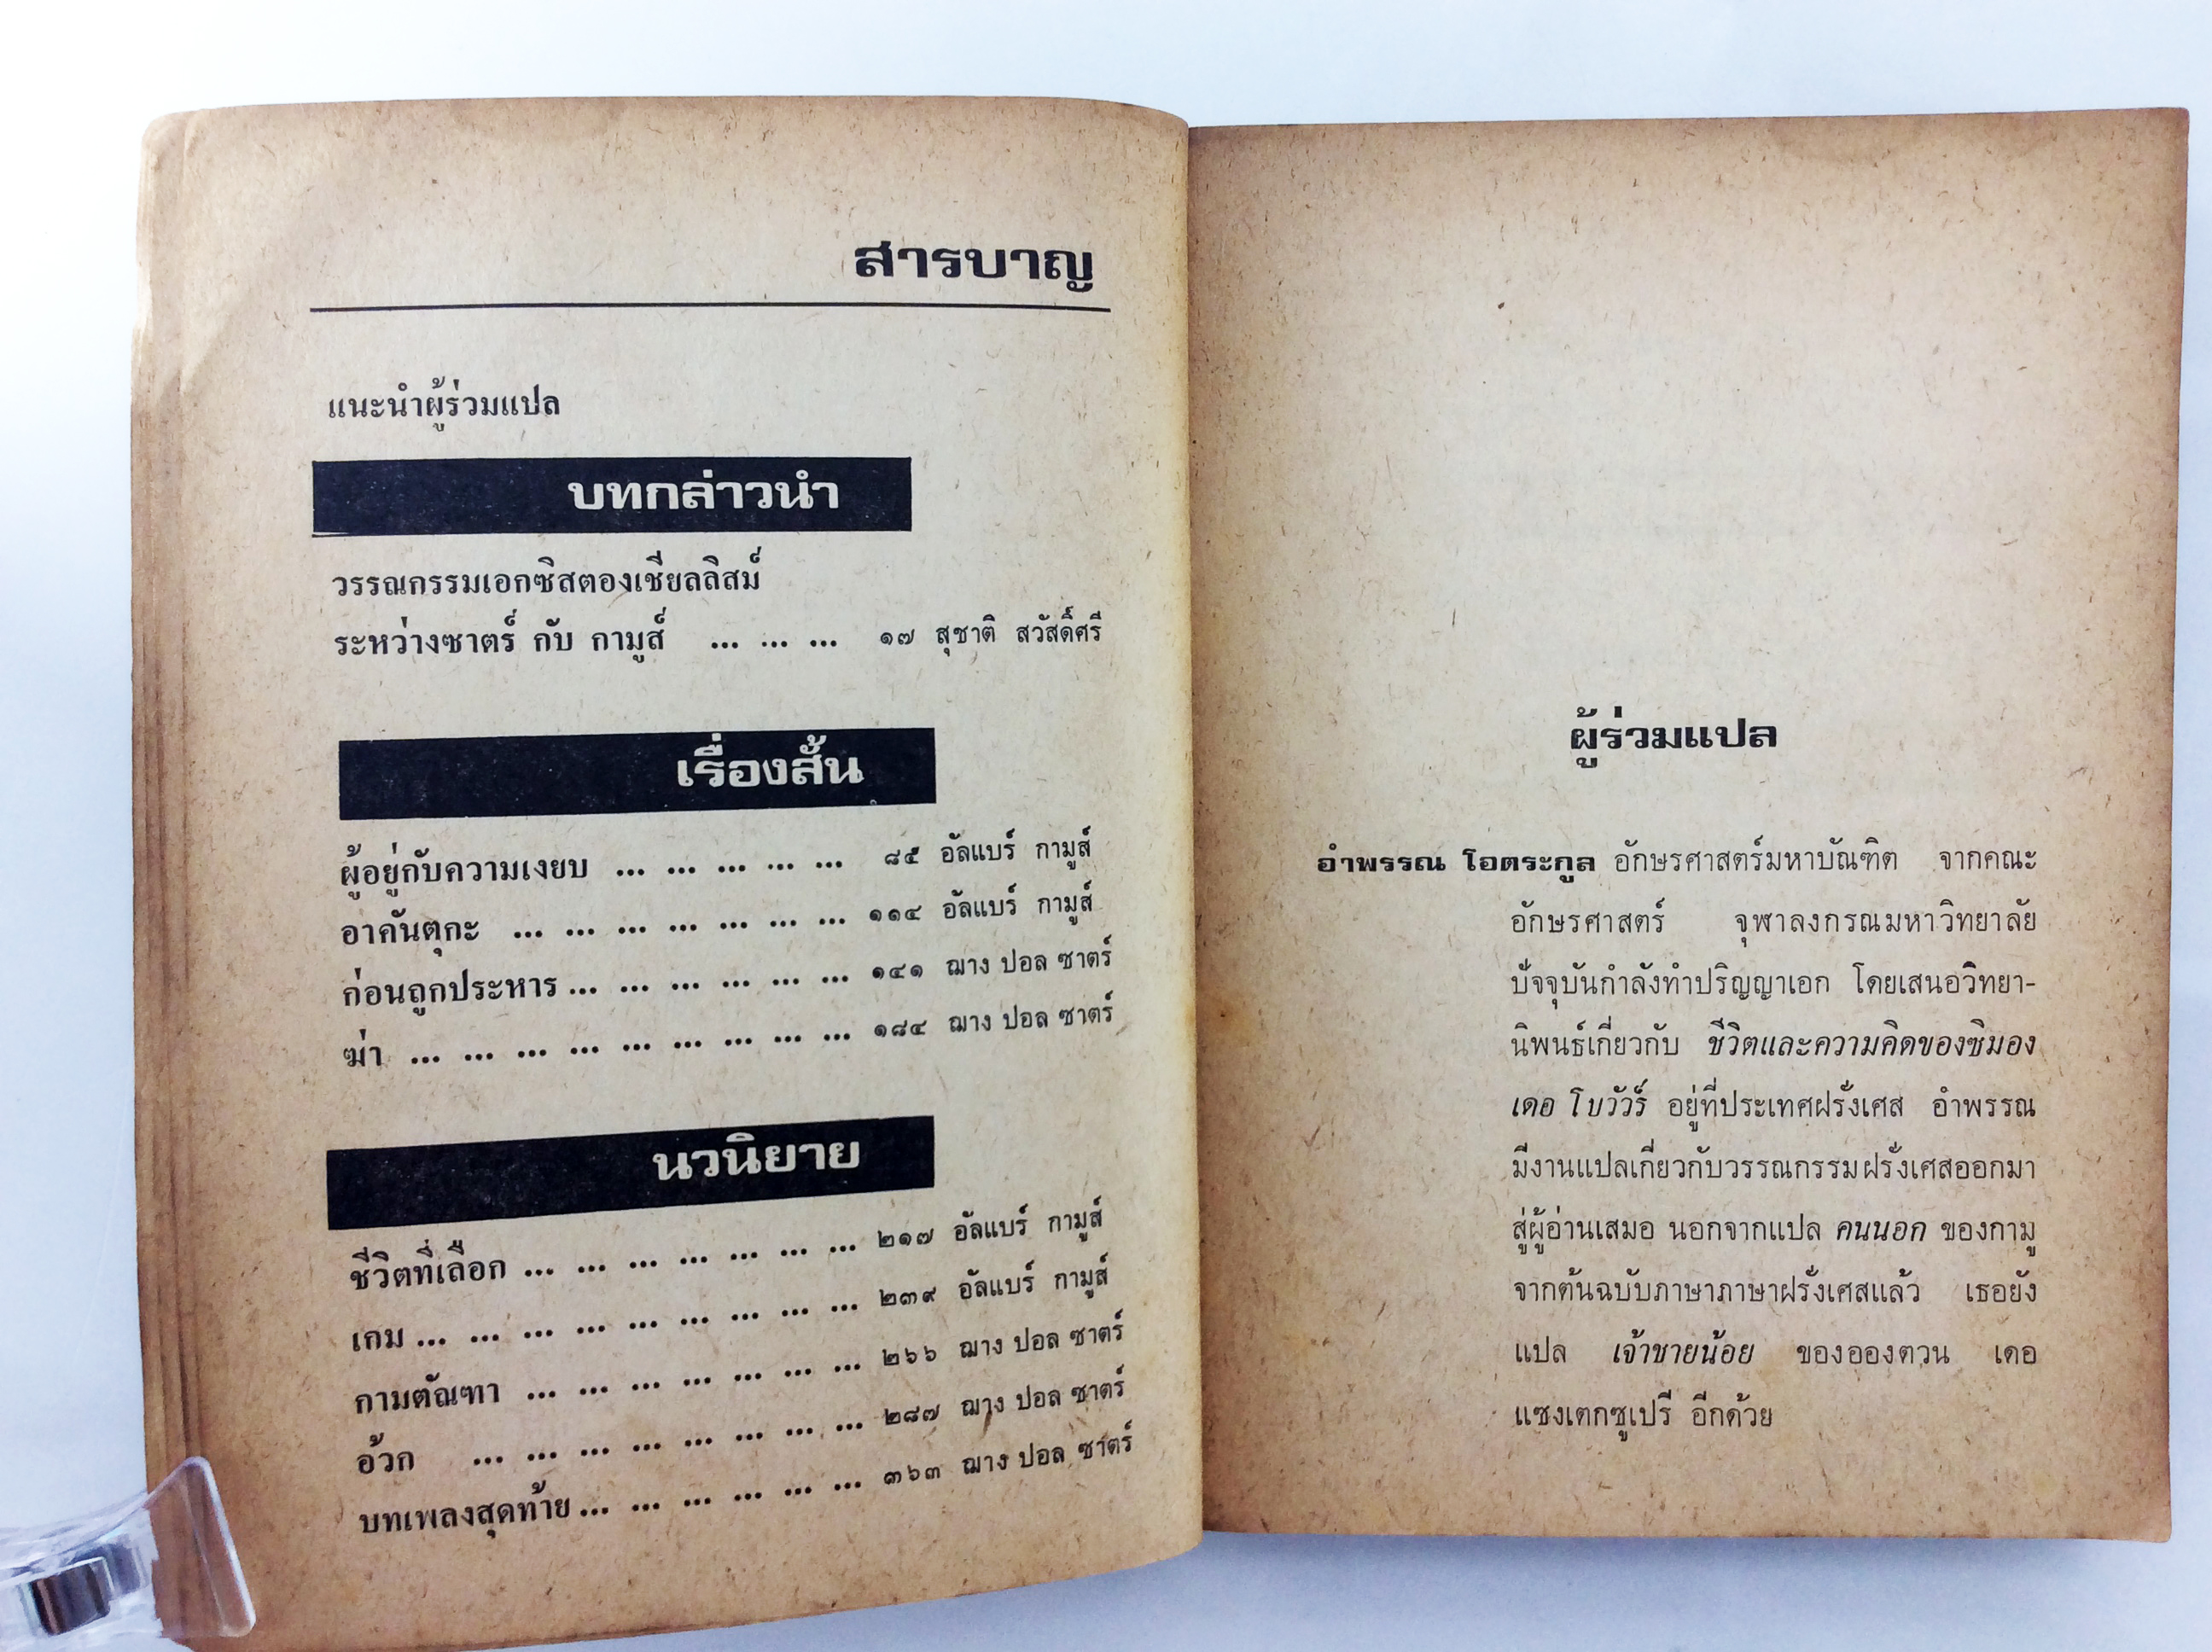 สารบาญ
แนะนำผู้ร่วมแปล
บทกล่าวนำ
วรรณกรรมเอกซิสตองเชียลลิสม์
ระหว่างซาตร์ กับ กามูส์ ... ... ... ๑๗ สุชาติ สวัสดิ์ศรี
เรื่องสั้น
ผู้อยู่กับความเงยบ ... ... ... ... ... ๘๕ อัลแบร์ กามูส์
อาคันตุกะ ... ... ... ... ... ... ... ๑๑๔ อัลแบร์ กามูส์
ก่อนถูกประหาร ... ... ... ... ... ... ๑๔๑ ฌาง ปอล ซาตร์
ฆ่า ... ... ... ... ... ... ... ... ... ๑๘๔ ฌาง ปอล ซาตร์
นวนิยาย
ชีวิตที่เลือก ... ... ... ... ... ... ... ๒๑๗ อัลแบร์ กามูส์
เกม ... ... ... ... ... ... ... ... ... ๒๓๙ อัลแบร์ กามูส์
กามตัณฑา ... ... ... ... ... ... ... ๒๖๖ ฌาง ปอล ซาตร์
อ้วก ... ... ... ... ... ... ... ... ๒๘๗ ฌาง ปอล ซาตร์
บทเพลงสุดท้าย ... ... ... ... ... ... ๓๖๓ ฌาง ปอล ซาตร์
ผู้ร่วมแปล
อำพรรณ โอตระกูล อักษรศาสตร์มหาบัณฑิต จากคณะ
อักษรศาสตร์ จุฬาลงกรณมหาวิทยาลัย
ปัจจุบันกำลังทำปริญญาเอก โดยเสนอวิทยา-
นิพนธ์เกี่ยวกับ ชีวิตและความคิดของซิมอง
เดอ โบวัวร์ อยู่ที่ประเทศฝรั่งเศส อำพรรณ
มีงานแปลเกี่ยวกับวรรณกรรมฝรั่งเศสออกมา
สู่ผู้อ่านเสมอ นอกจากแปล คนนอก ของกามู
จากต้นฉบับภาษาภาษาฝรั่งเศสแล้ว เธอยัง
แปล เจ้าชายน้อย ของอองตวน เดอ
แซงเตกซูเปรี อีกด้วย